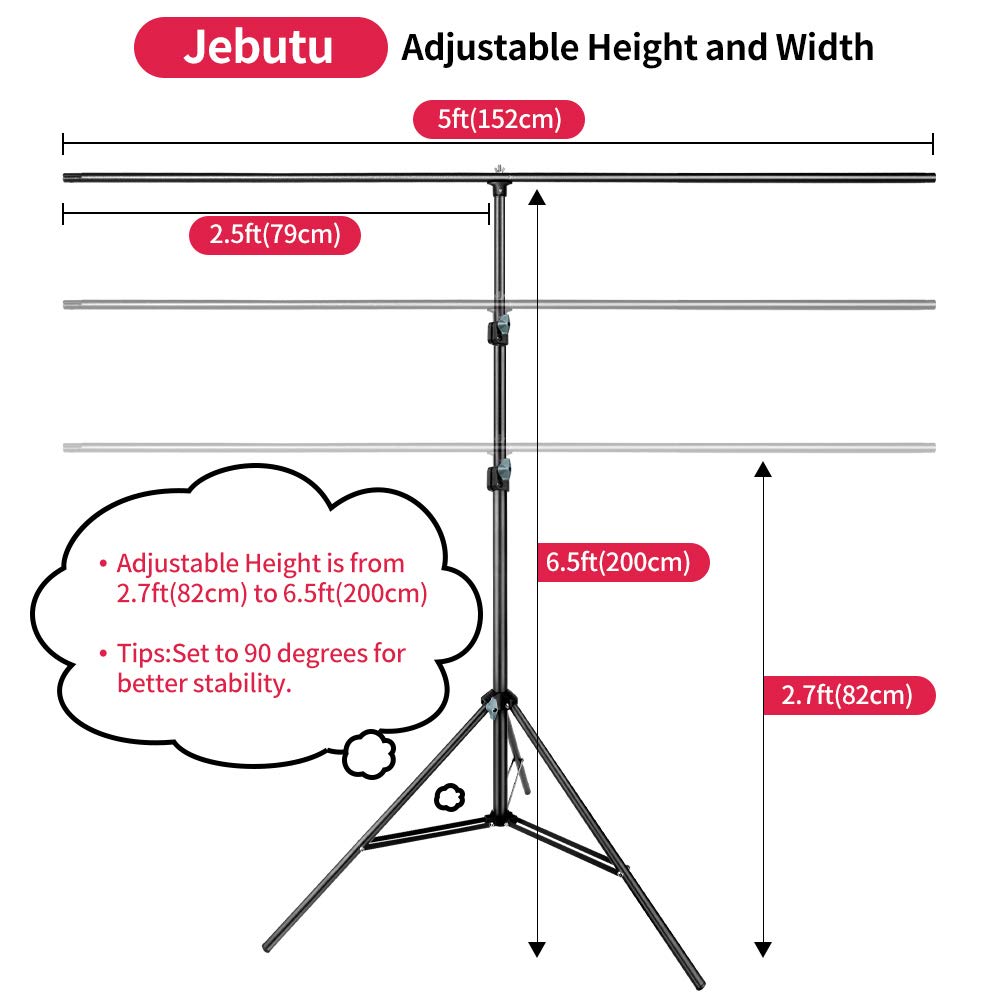 Jebutu Adjustable Height and Width
5ft(152cm)
2.5ft(79cm)
• Adjustable Height is from
2.7ft(82cm) to 6.5ft(200cm)
• Tips:Set to 90 degrees for
better stability.
6.5ft(200cm)
2.7ft(82cm)